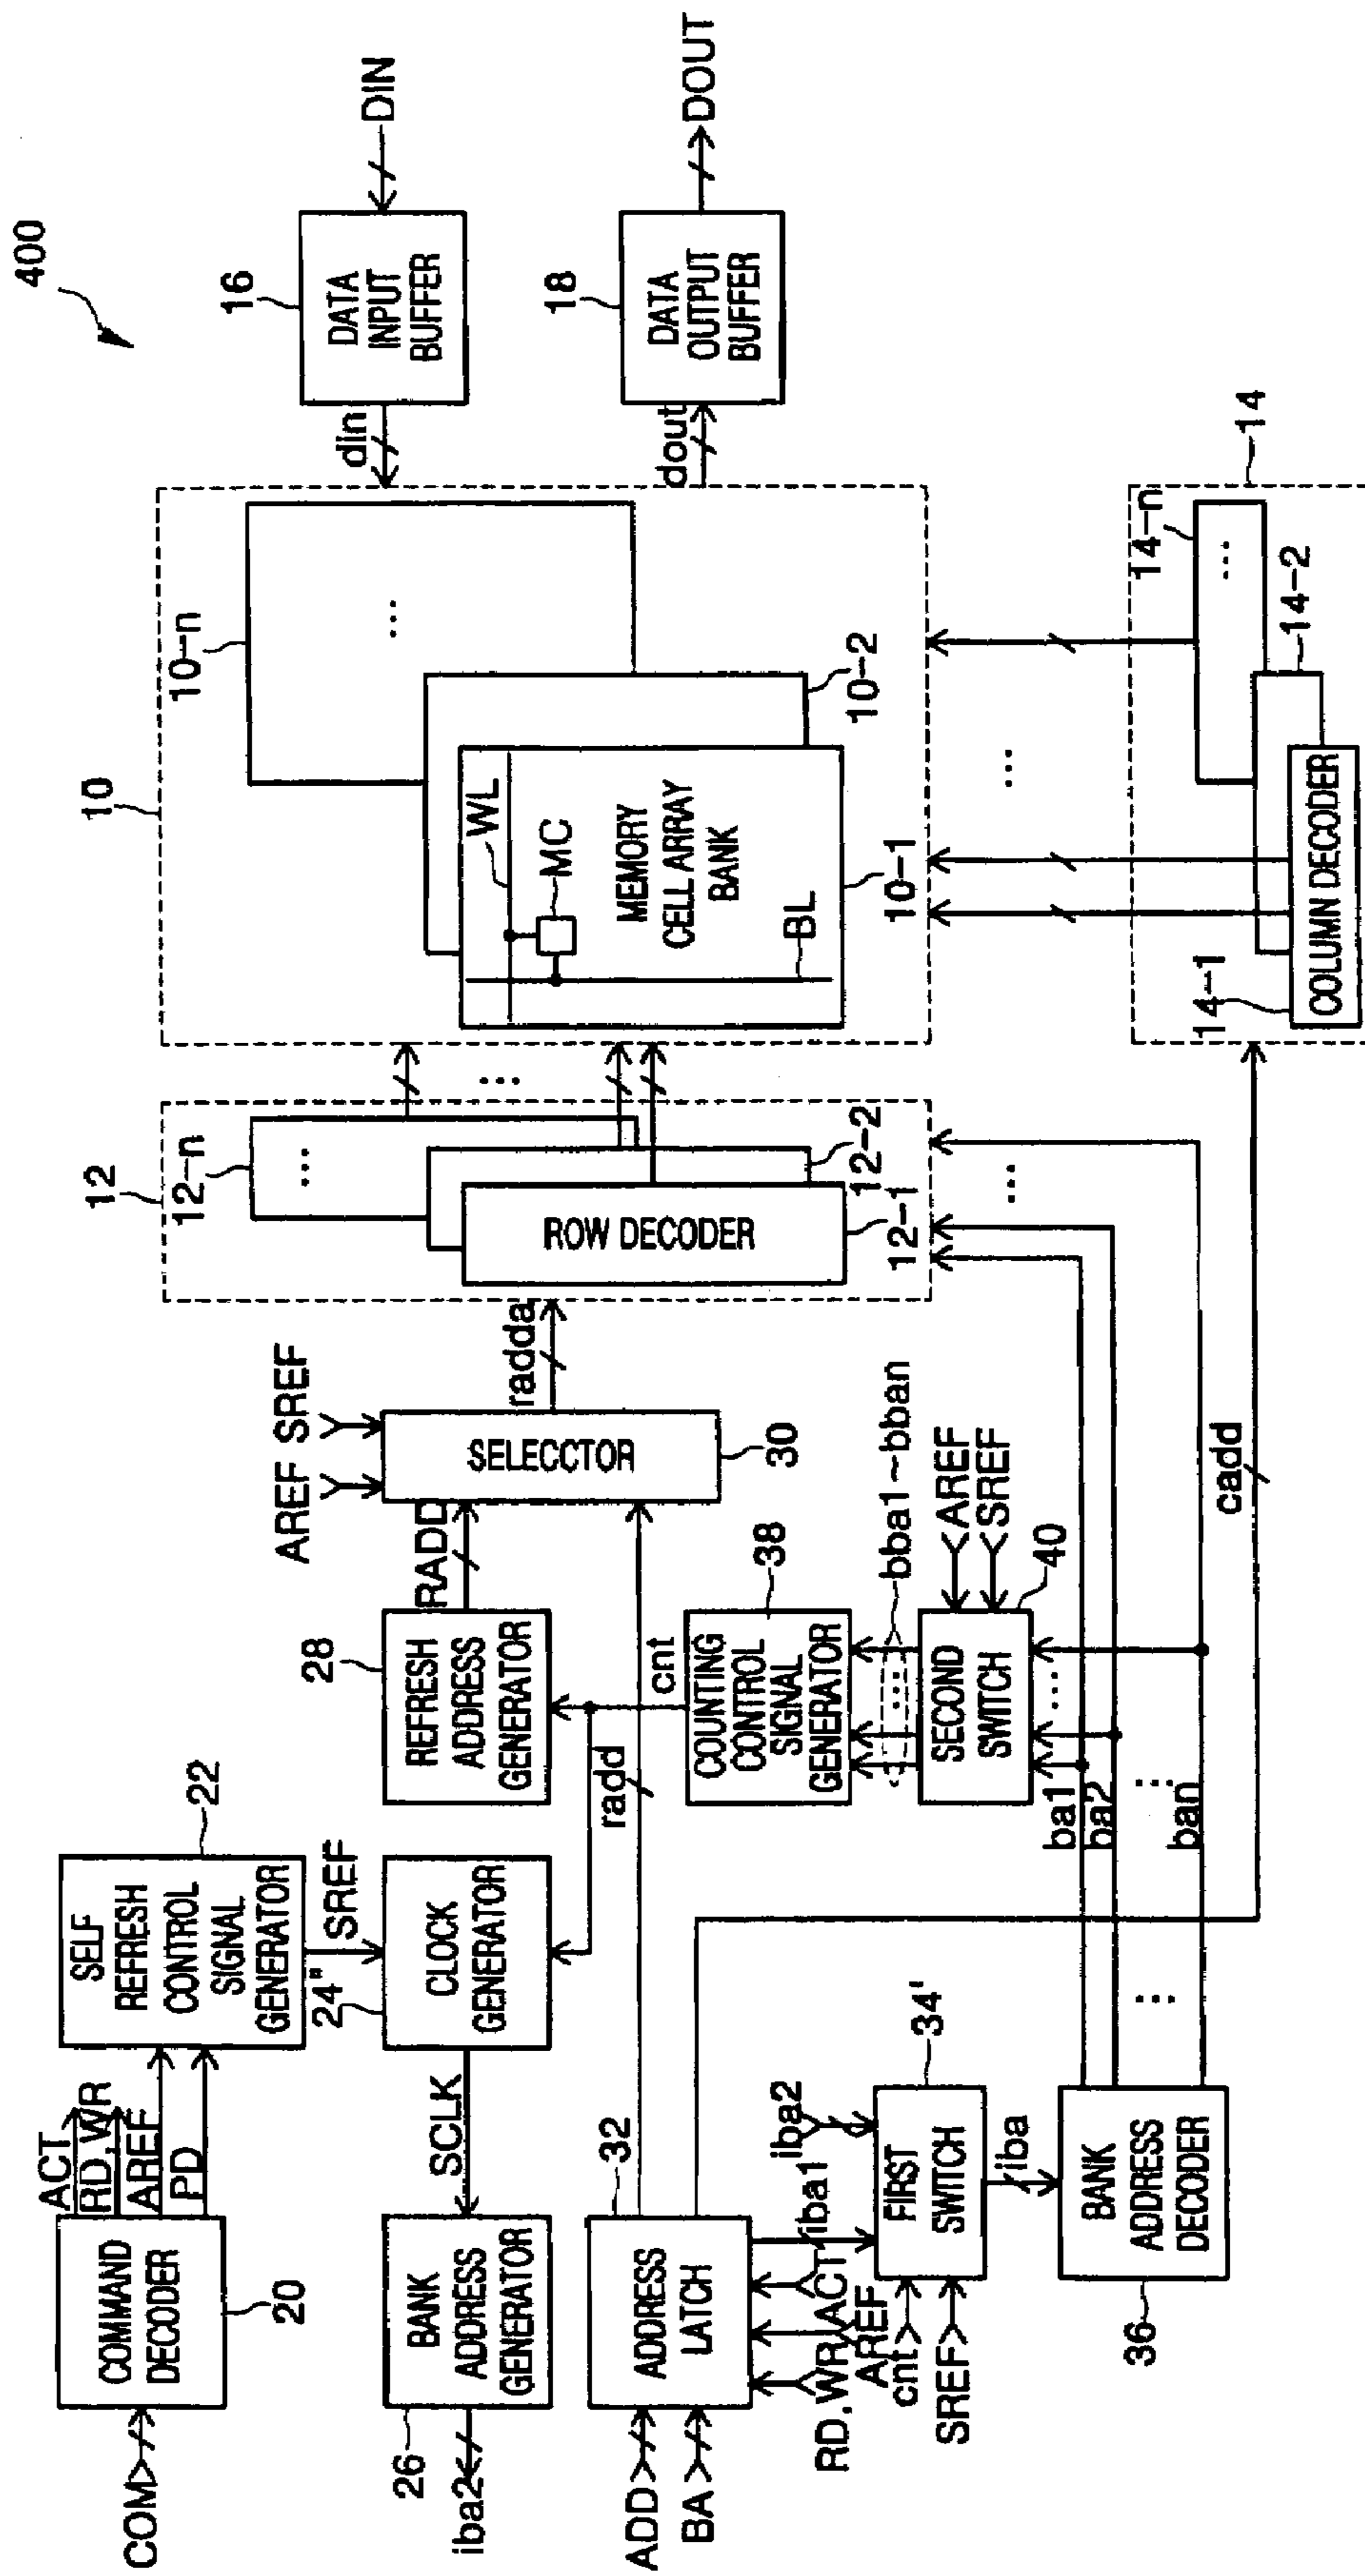 400
COM
COMMAND
DECODER
20
ACT
RD, WR
AREF
PD
SELF
REFRESH
CONTROL
SIGNAL
GENERATOR
22
SREF
24"
CLOCK
GENERATOR
SCLK
BANK
ADDRESS
GENERATOR
26
iba2
28
REFRESH
ADDRESS
GENERATOR
RADD
AREF SREF
SELECCTOR
30
radda
ADD
BA
ADDRESS
LATCH
32
radd
RD, WR
AREF
ACT
iba1
iba2
cnt
SREF
FIRST
SWITCH
34'
iba
BANK
ADDRESS
DECODER
36
cnt
COUNTING
CONTROL
SIGNAL
GENERATOR
38
bba1~bban
SECOND
SWITCH
40
AREF
SREF
...
ba1
ba2
...
ban
...
cadd
12
12-n
...
12-2
ROW DECODER
12-1
...
...
10
10-n
...
10-2
WL
MC
MEMORY
CELL ARRAY
BANK
BL
10-1
din
16
DATA
INPUT
BUFFER
DIN
dout
18
DATA
OUTPUT
BUFFER
DOUT
...
14
14-n
...
14-2
COLUMN DECODER
14-1